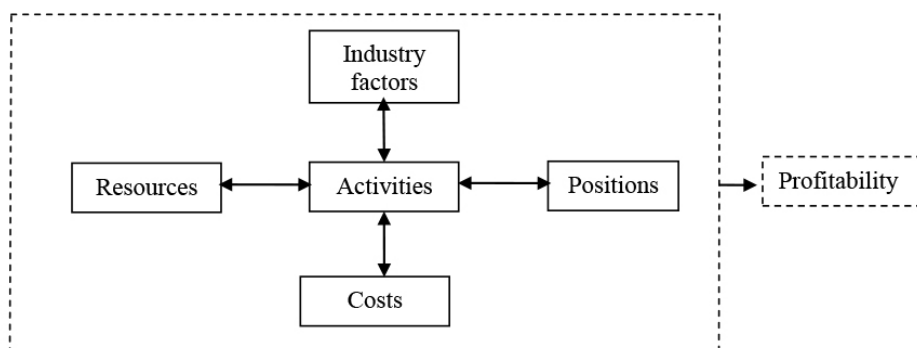 Industry
factors
Resources
Activities
Positions
Profitability
Costs